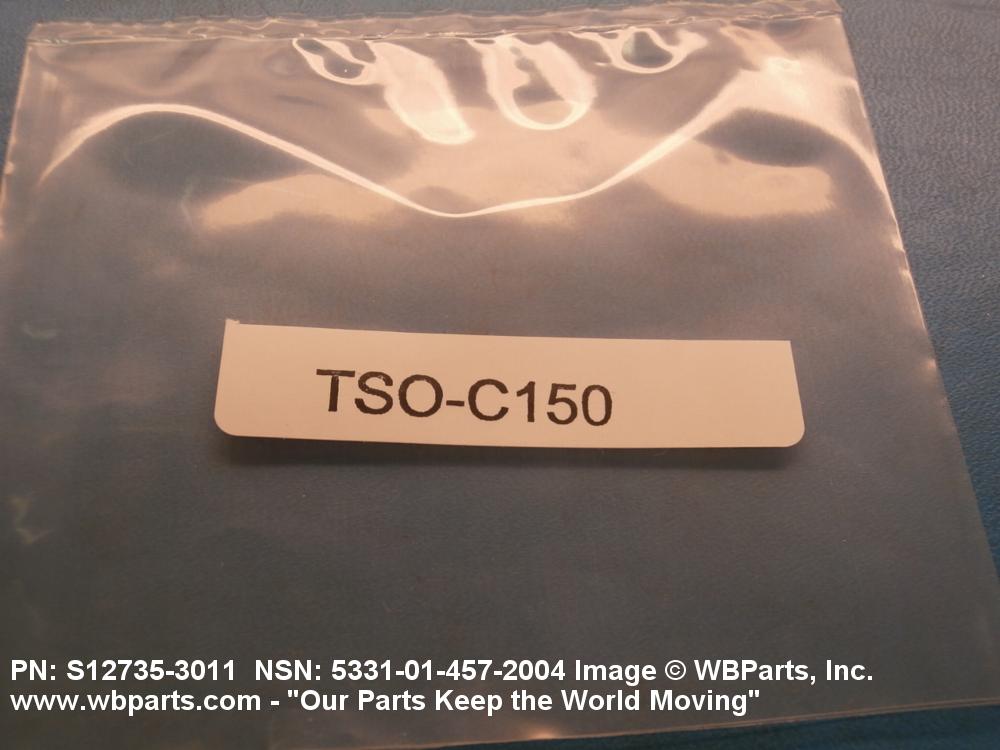 TSO-C150
PN: S12735-3011  NSN: 5331-01-457-2004 Image © WBParts, Inc.
www.wbparts.com - "Our Parts Keep the World Moving"